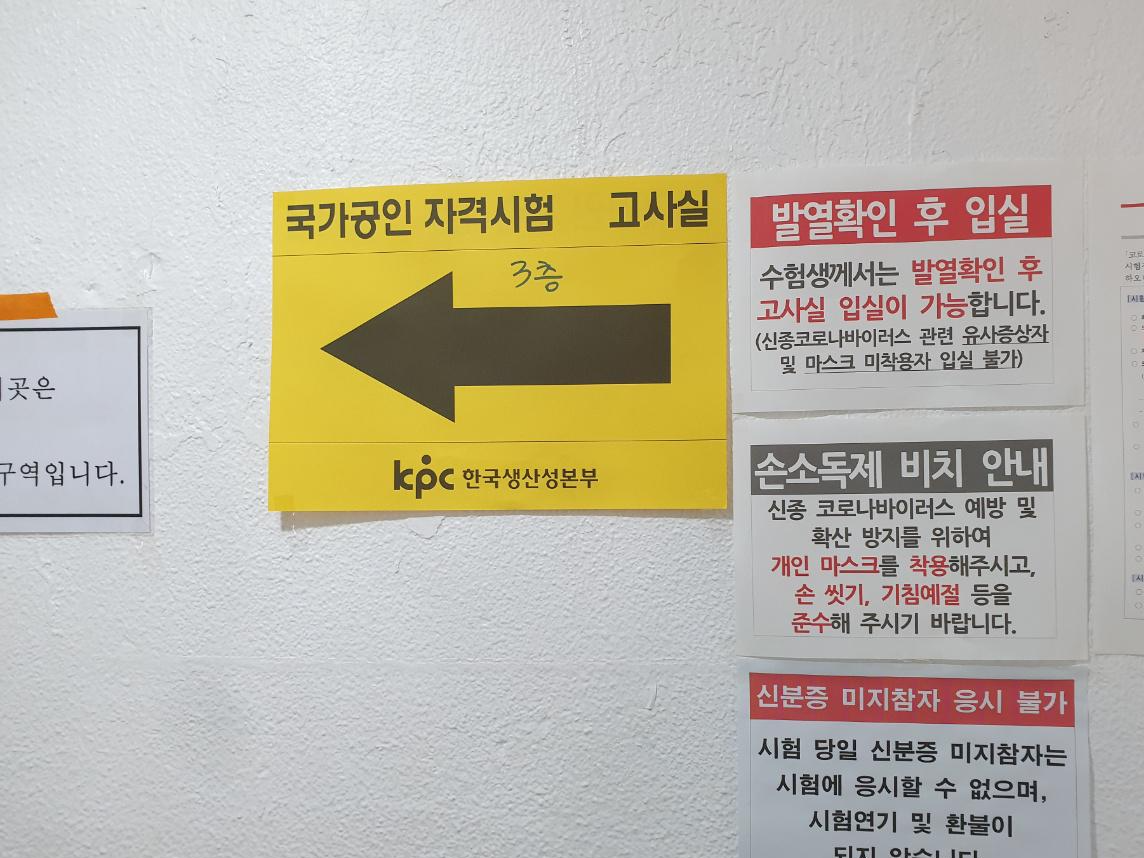 곳은
구역입니다.
국가공인 자격시험 고사실
3층
kpc 한국생산성본부
발열확인 후 입실
수험생께서는 발열확인 후
고사실 입실이 가능합니다.
(신종코로나바이러스 관련 유사증상자
및 마스크 미착용자 입실 불가)
손소독제 비치 안내
신종 코로나바이러스 예방 및
확산 방지를 위하여
개인 마스크를 착용해주시고,
손 씻기, 기침예절 등을
준수해 주시기 바랍니다.
신분증 미지참자 응시 불가
시험 당일 신분증 미지참자는
시험에 응시할 수 없으며,
시험연기 및 환불이
되지 않습니다